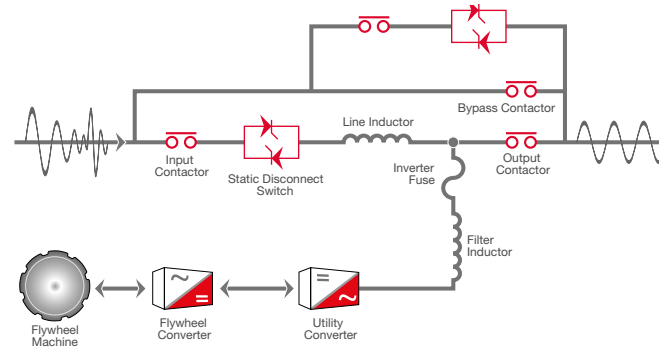 Bypass Contactor
Line Inductor
Input
Contactor
Static Disconnect
Switch
Inverter
Fuse
Output
Contactor
Filter
Inductor
Flywheel
Machine
Flywheel
Converter
Utility
Converter